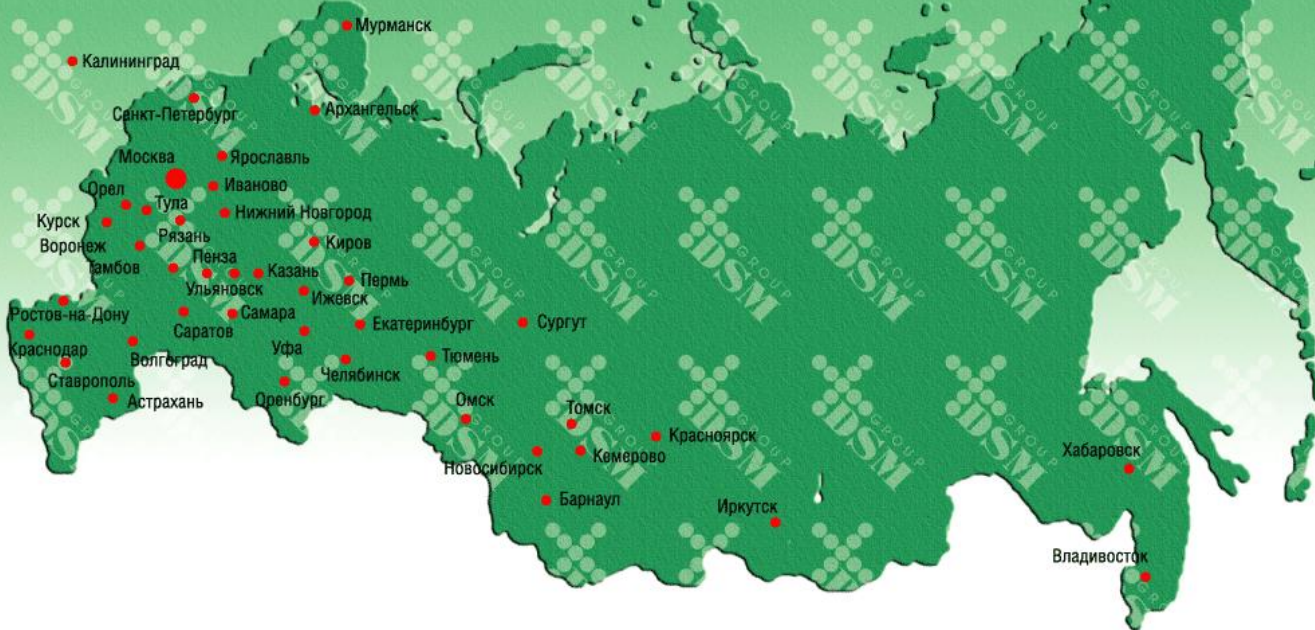 Мурманск
Калининград
Санкт-Петербург
Архангельск
Москва
Ярославль
Орел
Иваново
Тула
Курск
Нижний Новгород
Рязань
Воронеж
Киров
Пенза
Тамбов
Казань
Пермь
Ульяновск
Ижевск
Ростов-на-Дону
Самара
Саратов
Екатеринбург
Сургут
Краснодар
Волгоград
Уфа
Тюмень
Челябинск
Ставрополь
Астрахань
Оренбург
Омск
Томск
Красноярск
Хабаровск
Новосибирск
Кемерово
Барнаул
Иркутск
Владивосток
DSM GROUP